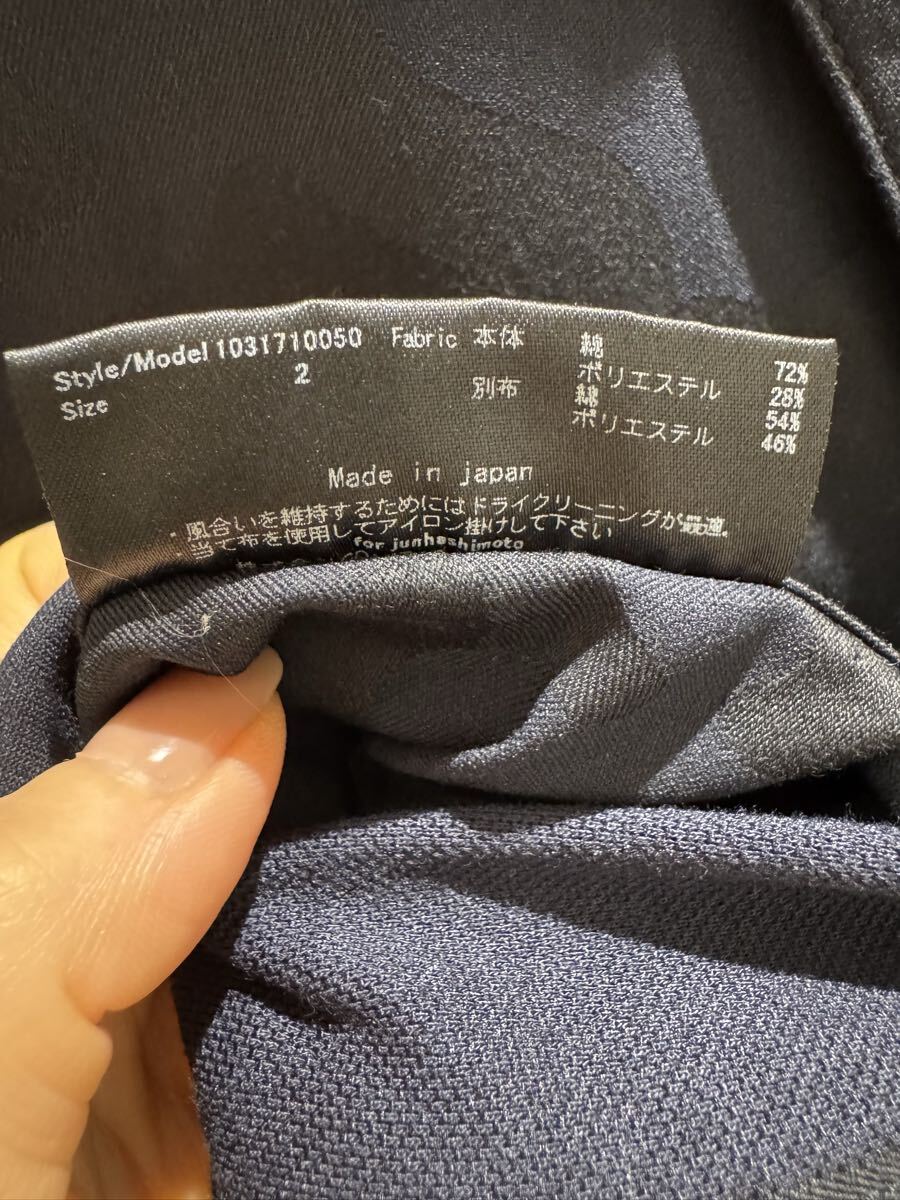 Style/Model 1031710050 Fabric 本体 綿 72%
ポリエステル 28%
Size 2 別布 綿 54%
ポリエステル 46%
Made in japan
・風合いを維持するためにはドライクリーニングが最適.
・当て布を使用してアイロン掛けして下さい
for junhashimoto